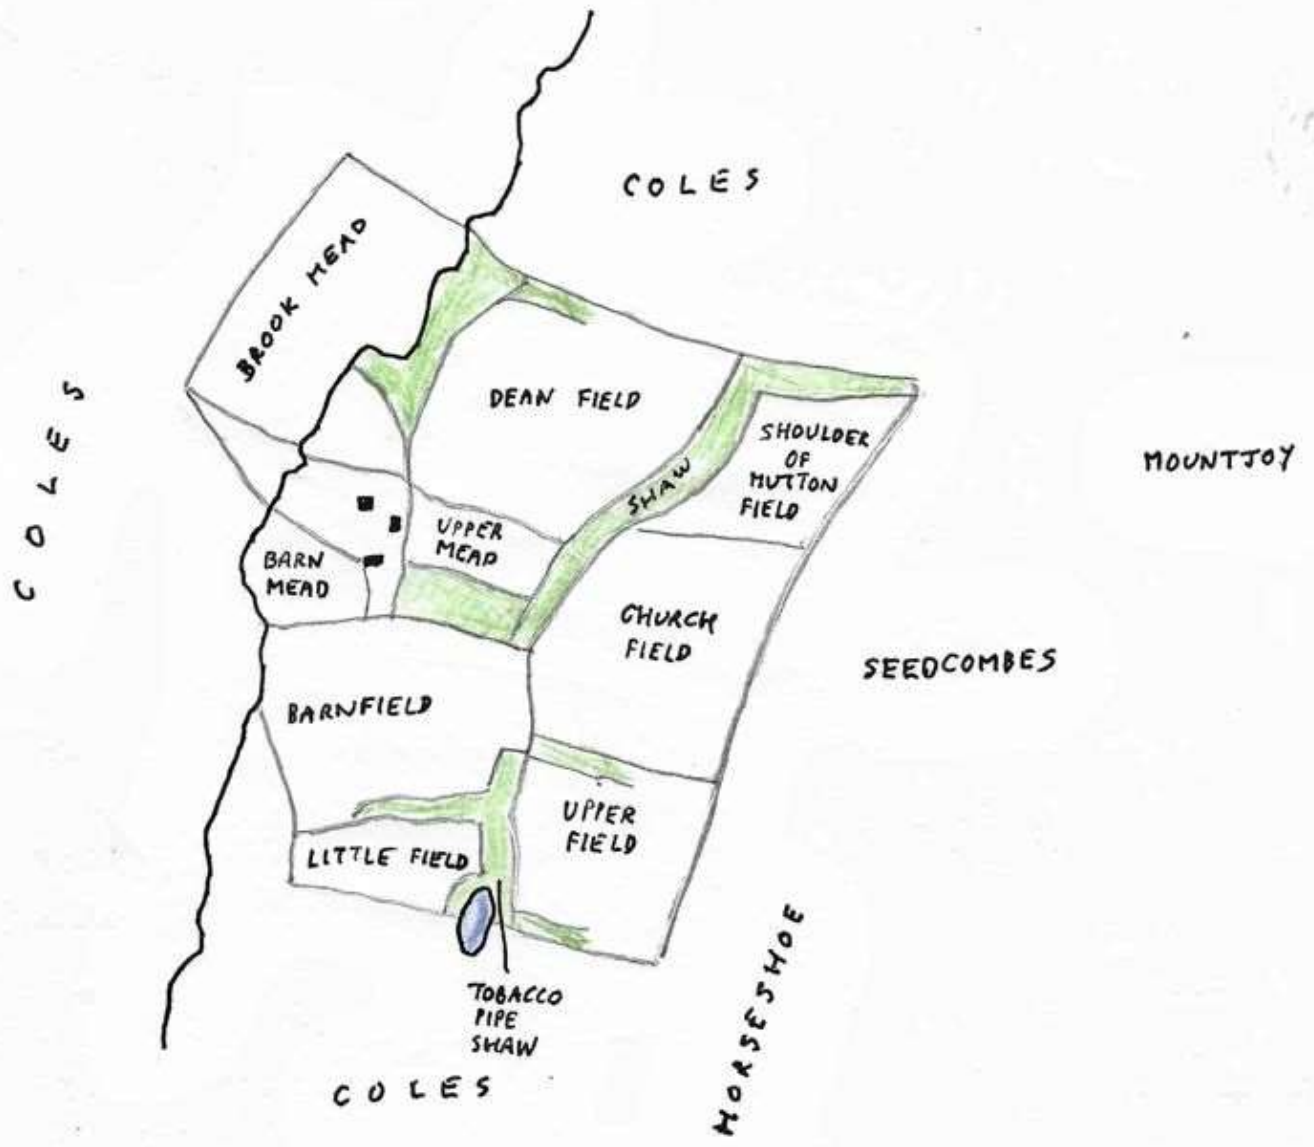 COLES
BROOK MEAD
COLES
DEAN FIELD
SHOULDER
OF
MUTTON
FIELD
MOUNTJOY
SHAW
UPPER
MEAD
BARN
MEAD
CHURCH
FIELD
SEEDCOMBES
BARNFIELD
UPPER
FIELD
LITTLE FIELD
HORSESHOE
TOBACCO
PIPE
SHAW
COLES